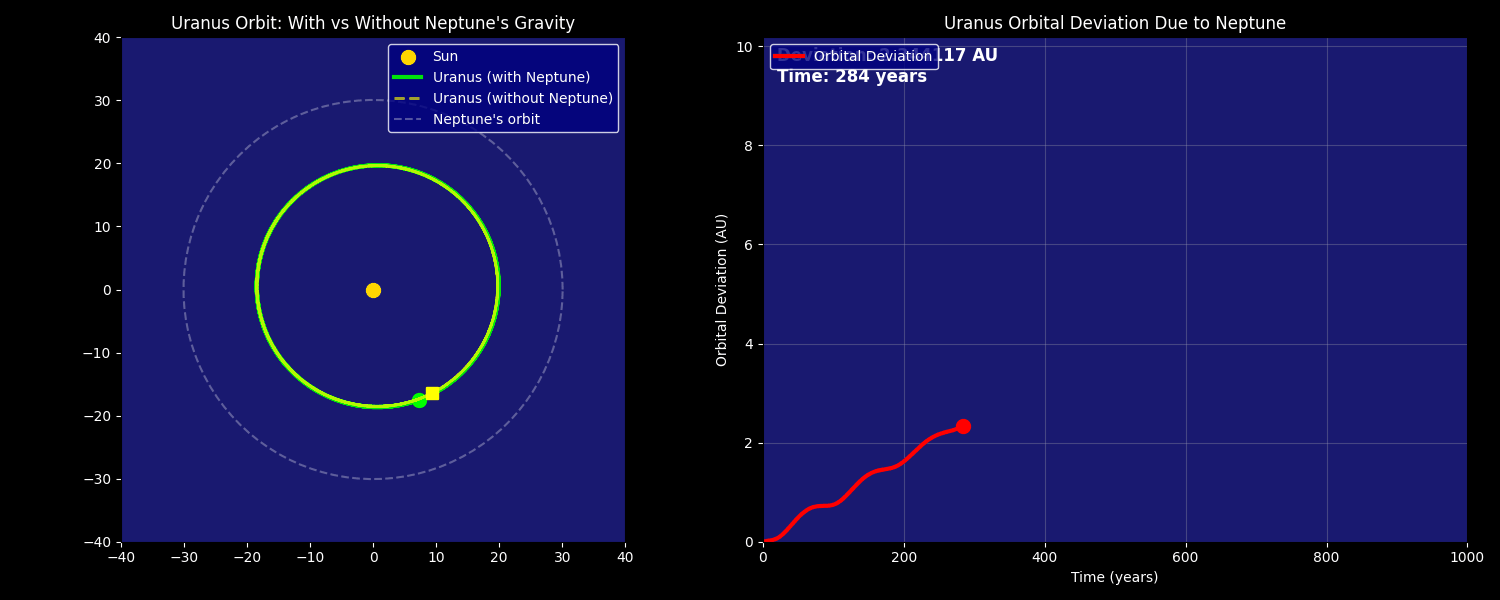 Uranus Orbit: With vs Without Neptune's Gravity
40
30
20
10
0
−10
−20
−30
−40
−40
−30
−20
−10
0
10
20
30
40
Sun
Uranus (with Neptune)
Uranus (without Neptune)
Neptune's orbit
Uranus Orbital Deviation Due to Neptune
Orbital Deviation (AU)
10
8
6
4
2
0
0
200
400
600
800
1000
Time (years)
Deviation: 117 AU
Orbital Deviation
Time: 284 years